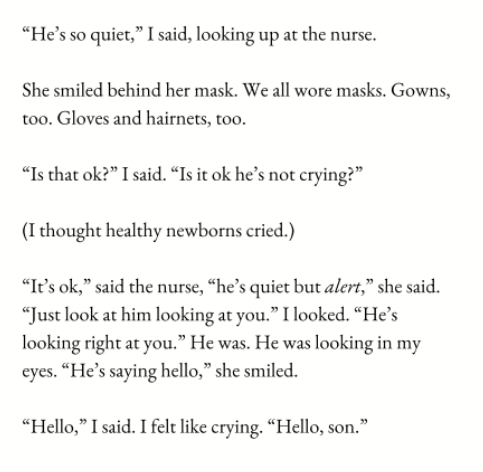 “He’s so quiet,” I said, looking up at the nurse.
She smiled behind her mask. We all wore masks. Gowns,
too. Gloves and hairnets, too.
“Is that ok?” I said. “Is it ok he’s not crying?”
(I thought healthy newborns cried.)
“It’s ok,” said the nurse, “he’s quiet but alert,” she said.
“Just look at him looking at you.” I looked. “He’s
looking right at you.” He was. He was looking in my
eyes. “He’s saying hello,” she smiled.
“Hello,” I said. I felt like crying. “Hello, son.”